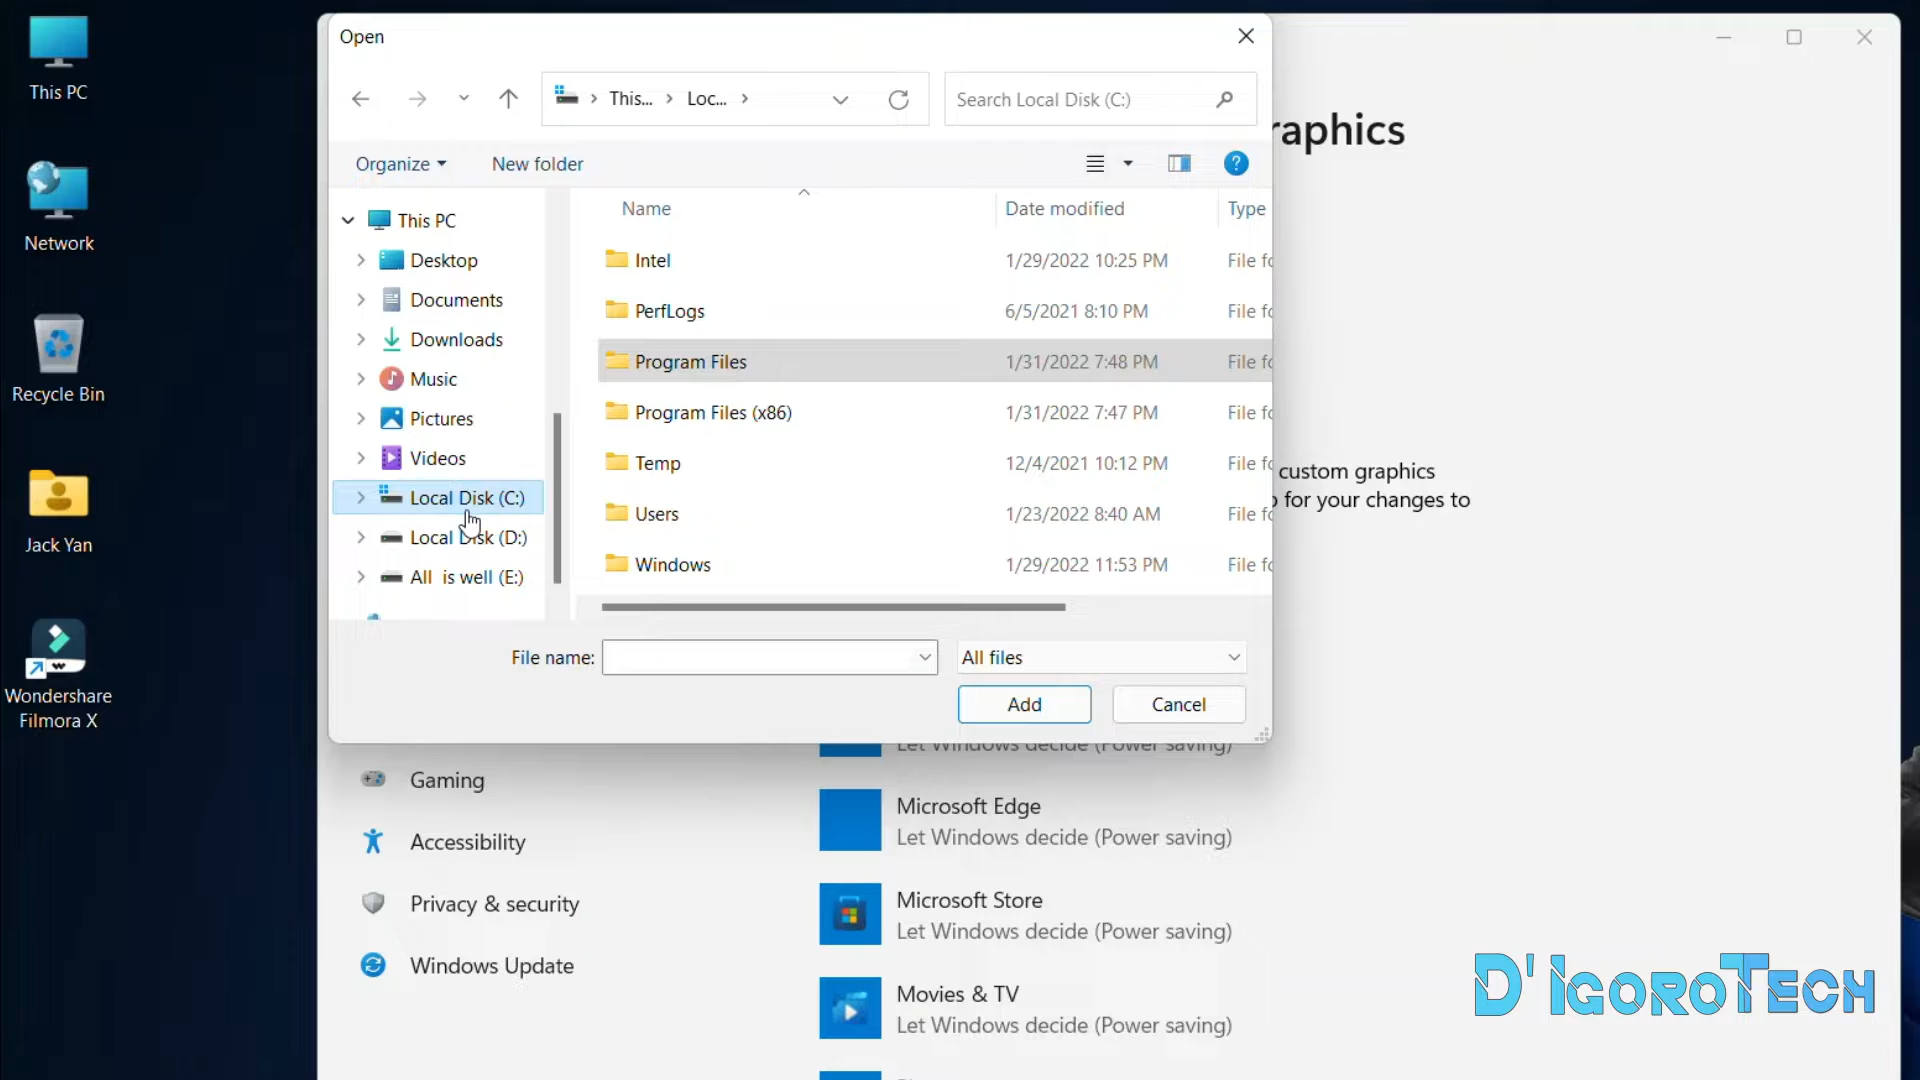 This PC
Network
Recycle Bin
Jack Yan
Wondershare
Filmora X
Open
This...
Loc...
Search Local Disk (C:)
Organize
New folder
This PC
Desktop
Documents
Downloads
Music
Pictures
Videos
Local Disk (C:)
Local Disk (D:)
All is well (E:)
Name Date modified Type
Intel 1/29/2022 10:25 PM File fo
PerfLogs 6/5/2021 8:10 PM File fo
Program Files 1/31/2022 7:48 PM File fo
Program Files (x86) 1/31/2022 7:47 PM File fo
Temp 12/4/2021 10:12 PM File fo
Users 1/23/2022 8:40 AM File fo
Windows 1/29/2022 11:53 PM File fo
File name:
All files
Add
Cancel
raphics
custom graphics
for your changes to
Gaming
Accessibility
Privacy & security
Windows Update
Let Windows decide (Power saving)
Microsoft Edge
Let Windows decide (Power saving)
Microsoft Store
Let Windows decide (Power saving)
Movies & TV
Let Windows decide (Power saving)
D'IGOROTECH